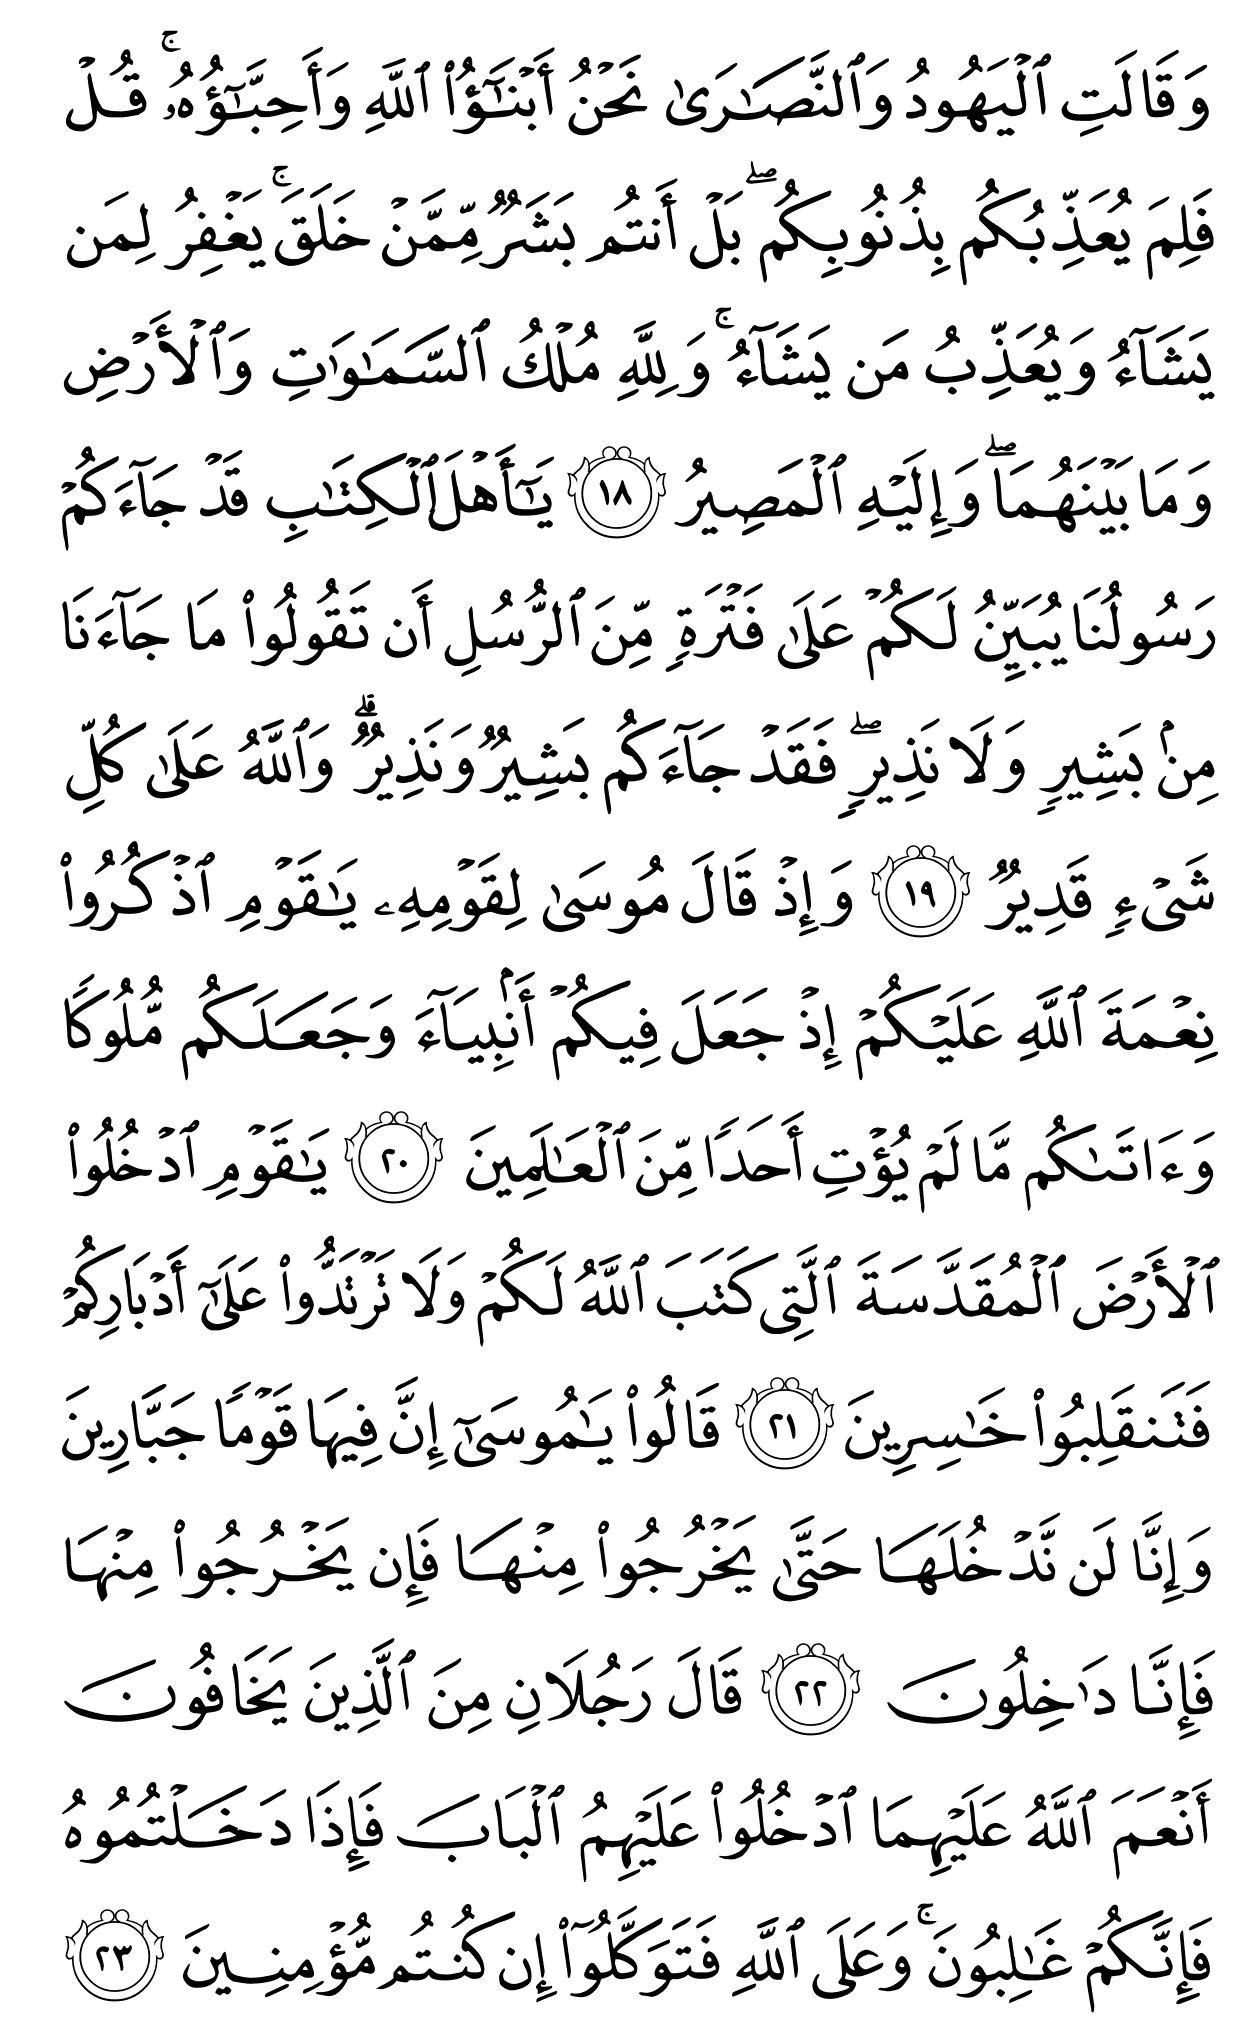 وَقَالَتِ ٱلۡيَهُودُ وَٱلنَّصَٰرَىٰ نَحۡنُ أَبۡنَٰٓؤُاْ ٱللَّهِ وَأَحِبَّٰٓؤُهُۥۚ قُلۡ
فَلِمَ يُعَذِّبُكُم بِذُنُوبِكُمۖ بَلۡ أَنتُم بَشَرٞ مِّمَّنۡ خَلَقَۚ يَغۡفِرُ لِمَن
يَشَآءُ وَيُعَذِّبُ مَن يَشَآءُۚ وَلِلَّهِ مُلۡكُ ٱلسَّمَٰوَٰتِ وَٱلۡأَرۡضِ
وَمَا بَيۡنَهُمَاۖ وَإِلَيۡهِ ٱلۡمَصِيرُ ١٨ يَٰٓأَهۡلَ ٱلۡكِتَٰبِ قَدۡ جَآءَكُمۡ
رَسُولُنَا يُبَيِّنُ لَكُمۡ عَلَىٰ فَتۡرَةٖ مِّنَ ٱلرُّسُلِ أَن تَقُولُواْ مَا جَآءَنَا
مِنۢ بَشِيرٖ وَلَا نَذِيرٖۖ فَقَدۡ جَآءَكُم بَشِيرٞ وَنَذِيرٞۗ وَٱللَّهُ عَلَىٰ كُلِّ
شَيۡءٖ قَدِيرٞ ١٩ وَإِذۡ قَالَ مُوسَىٰ لِقَوۡمِهِۦ يَٰقَوۡمِ ٱذۡكُرُواْ
نِعۡمَةَ ٱللَّهِ عَلَيۡكُمۡ إِذۡ جَعَلَ فِيكُمۡ أَنۢبِيَآءَ وَجَعَلَكُم مُّلُوكٗا
وَءَاتَىٰكُم مَّا لَمۡ يُؤۡتِ أَحَدٗا مِّنَ ٱلۡعَٰلَمِينَ ٢٠ يَٰقَوۡمِ ٱدۡخُلُواْ
ٱلۡأَرۡضَ ٱلۡمُقَدَّسَةَ ٱلَّتِي كَتَبَ ٱللَّهُ لَكُمۡ وَلَا تَرۡتَدُّواْ عَلَىٰٓ أَدۡبَارِكُمۡ
فَتَنقَلِبُواْ خَٰسِرِينَ ٢١ قَالُواْ يَٰمُوسَىٰٓ إِنَّ فِيهَا قَوۡمٗا جَبَّارِينَ
وَإِنَّا لَن نَّدۡخُلَهَا حَتَّىٰ يَخۡرُجُواْ مِنۡهَا فَإِن يَخۡرُجُواْ مِنۡهَا
فَإِنَّا دَٰخِلُونَ ٢٢ قَالَ رَجُلَانِ مِنَ ٱلَّذِينَ يَخَافُونَ
أَنۡعَمَ ٱللَّهُ عَلَيۡهِمَا ٱدۡخُلُواْ عَلَيۡهِمُ ٱلۡبَابَ فَإِذَا دَخَلۡتُمُوهُ
فَإِنَّكُمۡ غَٰلِبُونَۚ وَعَلَى ٱللَّهِ فَتَوَكَّلُوٓاْ إِن كُنتُم مُّؤۡمِنِينَ ٢٣